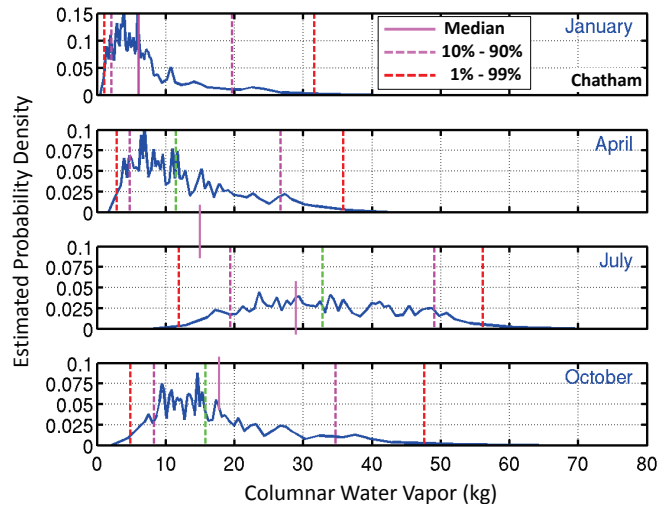 Estimated Probability Density
0.15
0.1
0.05
0
January
Median
10% - 90%
1% - 99%
Chatham
0.1
0.075
0.05
0.025
0
April
0.1
0.075
0.05
0.025
0
July
0.1
0.075
0.05
0.025
0
October
0 10 20 30 40 50 60 70 80
Columnar Water Vapor (kg)